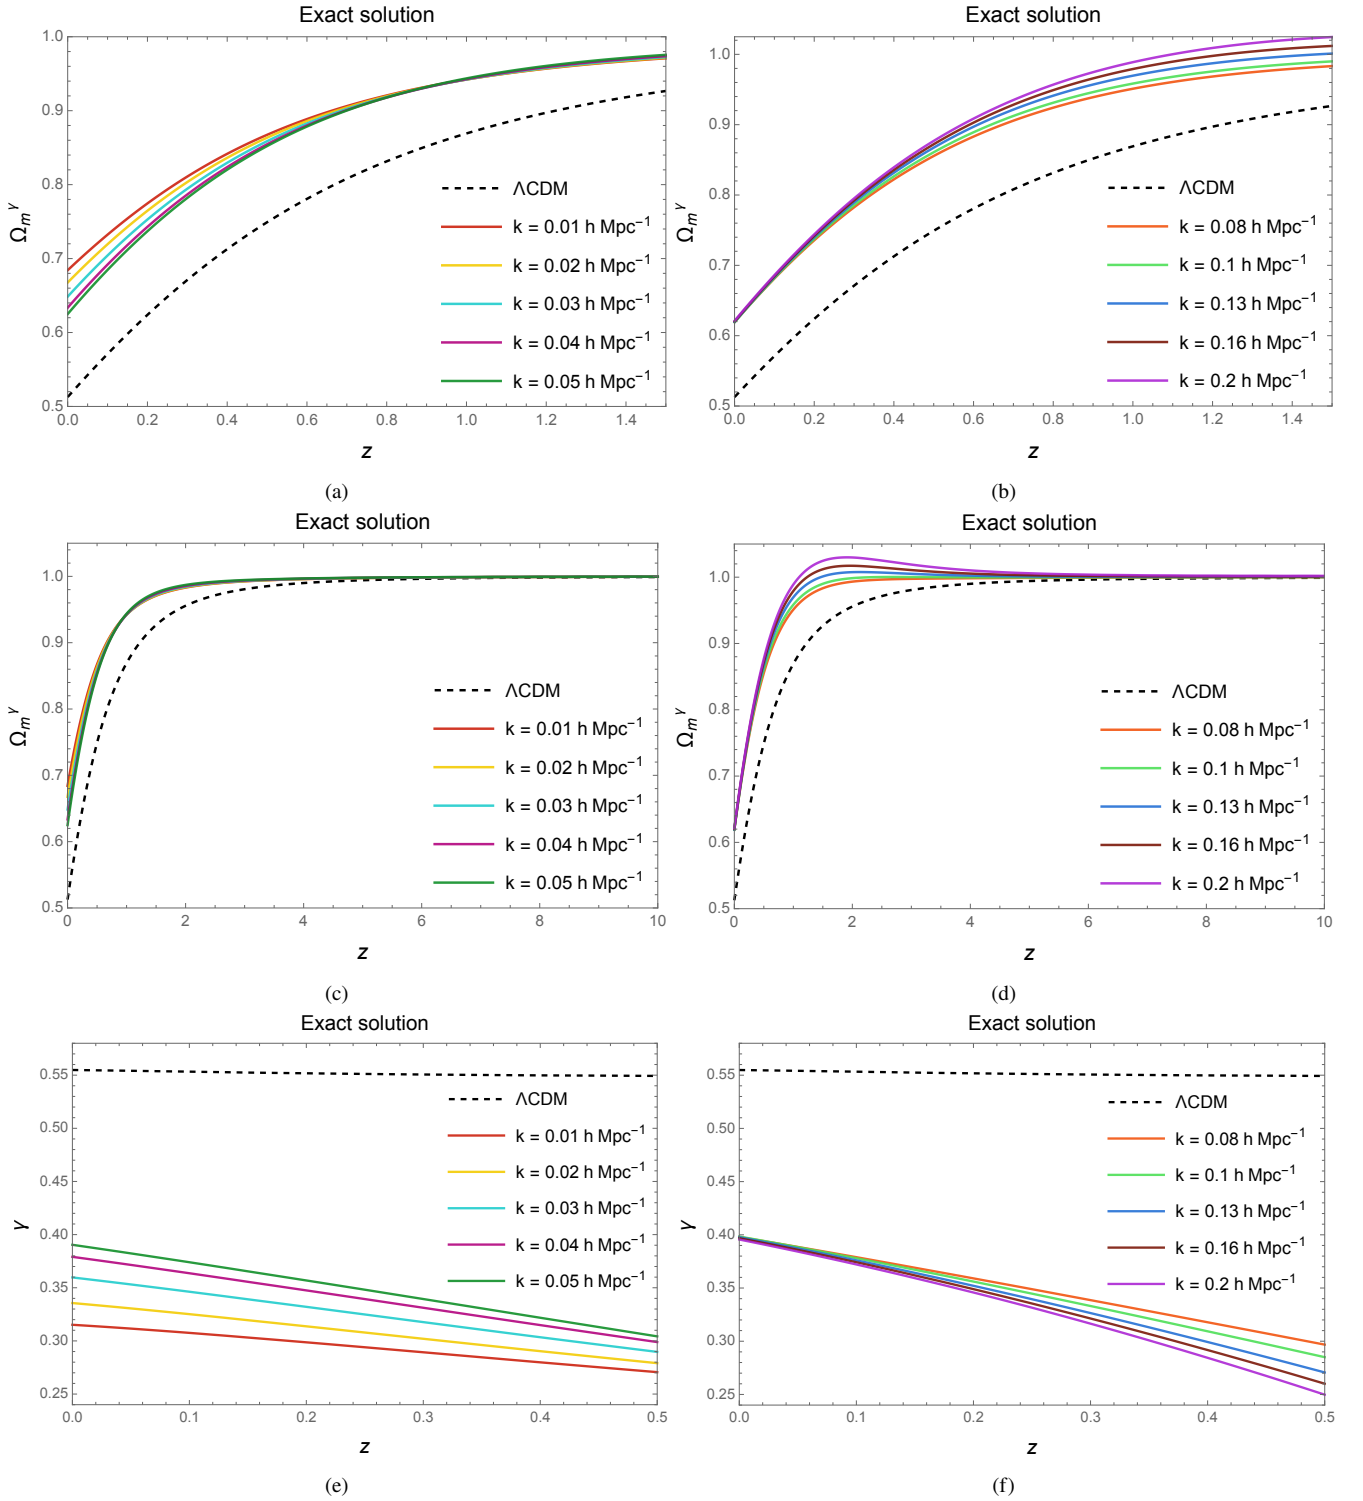 Exact solution
Ω_m^γ
1.0
0.9
0.8
0.7
0.6
0.5
ΛCDM
k = 0.01 h Mpc⁻¹
k = 0.02 h Mpc⁻¹
k = 0.03 h Mpc⁻¹
k = 0.04 h Mpc⁻¹
k = 0.05 h Mpc⁻¹
0.0 0.2 0.4 0.6 0.8 1.0 1.2 1.4
z
(a)
Exact solution
Ω_m^γ
1.0
0.9
0.8
0.7
0.6
0.5
ΛCDM
k = 0.08 h Mpc⁻¹
k = 0.1 h Mpc⁻¹
k = 0.13 h Mpc⁻¹
k = 0.16 h Mpc⁻¹
k = 0.2 h Mpc⁻¹
0.0 0.2 0.4 0.6 0.8 1.0 1.2 1.4
z
(b)
Exact solution
Ω_m^γ
1.0
0.9
0.8
0.7
0.6
0.5
ΛCDM
k = 0.01 h Mpc⁻¹
k = 0.02 h Mpc⁻¹
k = 0.03 h Mpc⁻¹
k = 0.04 h Mpc⁻¹
k = 0.05 h Mpc⁻¹
0 2 4 6 8 10
z
(c)
Exact solution
Ω_m^γ
1.0
0.9
0.8
0.7
0.6
0.5
ΛCDM
k = 0.08 h Mpc⁻¹
k = 0.1 h Mpc⁻¹
k = 0.13 h Mpc⁻¹
k = 0.16 h Mpc⁻¹
k = 0.2 h Mpc⁻¹
0 2 4 6 8 10
z
(d)
Exact solution
γ
0.55
0.50
0.45
0.40
0.35
0.30
0.25
ΛCDM
k = 0.01 h Mpc⁻¹
k = 0.02 h Mpc⁻¹
k = 0.03 h Mpc⁻¹
k = 0.04 h Mpc⁻¹
k = 0.05 h Mpc⁻¹
0.0 0.1 0.2 0.3 0.4 0.5
z
(e)
Exact solution
γ
0.55
0.50
0.45
0.40
0.35
0.30
0.25
ΛCDM
k = 0.08 h Mpc⁻¹
k = 0.1 h Mpc⁻¹
k = 0.13 h Mpc⁻¹
k = 0.16 h Mpc⁻¹
k = 0.2 h Mpc⁻¹
0.0 0.1 0.2 0.3 0.4 0.5
z
(f)